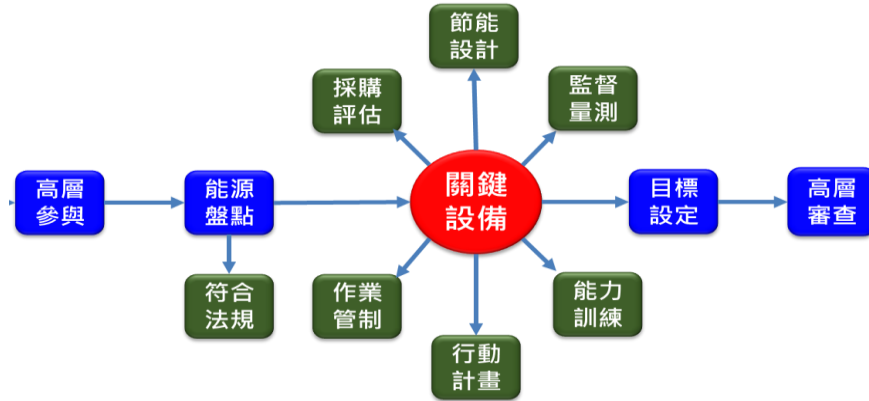 節能
設計
採購
評估
監督
量測
高層
參與
能源
盤點
關鍵
設備
目標
設定
高層
審查
符合
法規
作業
管制
能力
訓練
行動
計畫